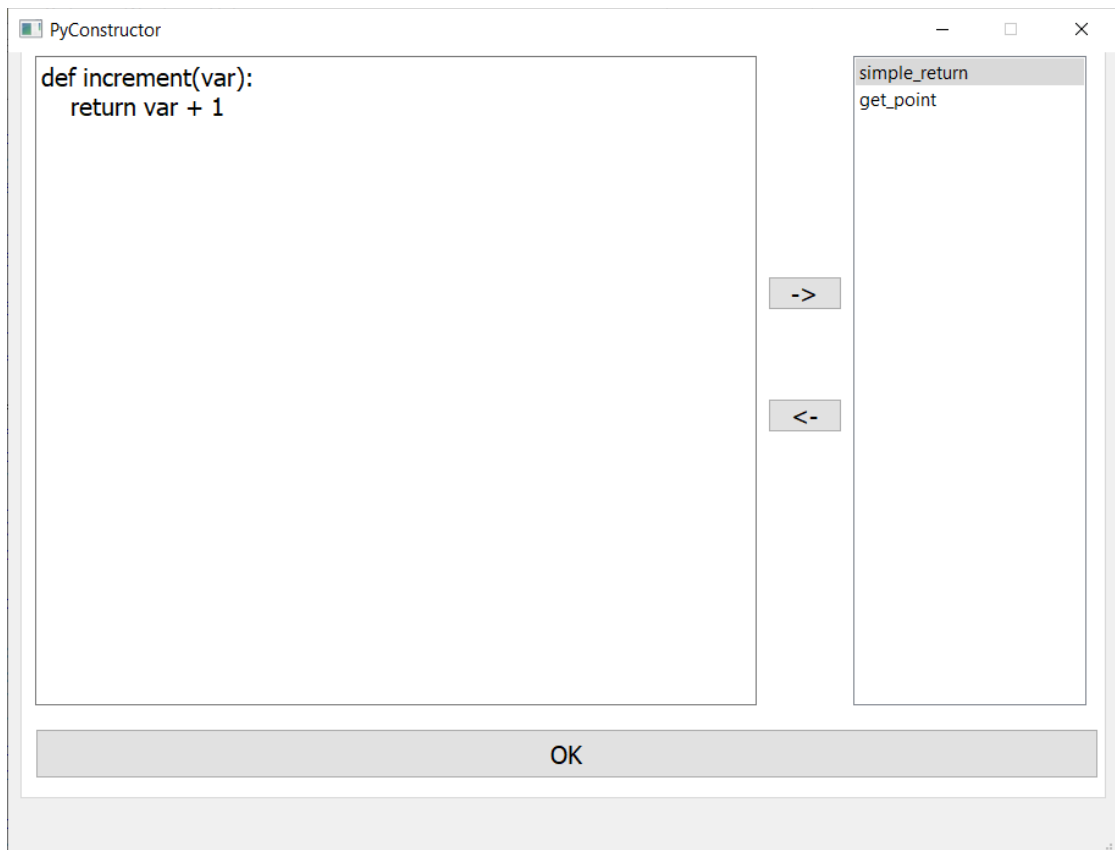 PyConstructor
def increment(var):
    return var + 1
simple_return
get_point
->
<-
OK